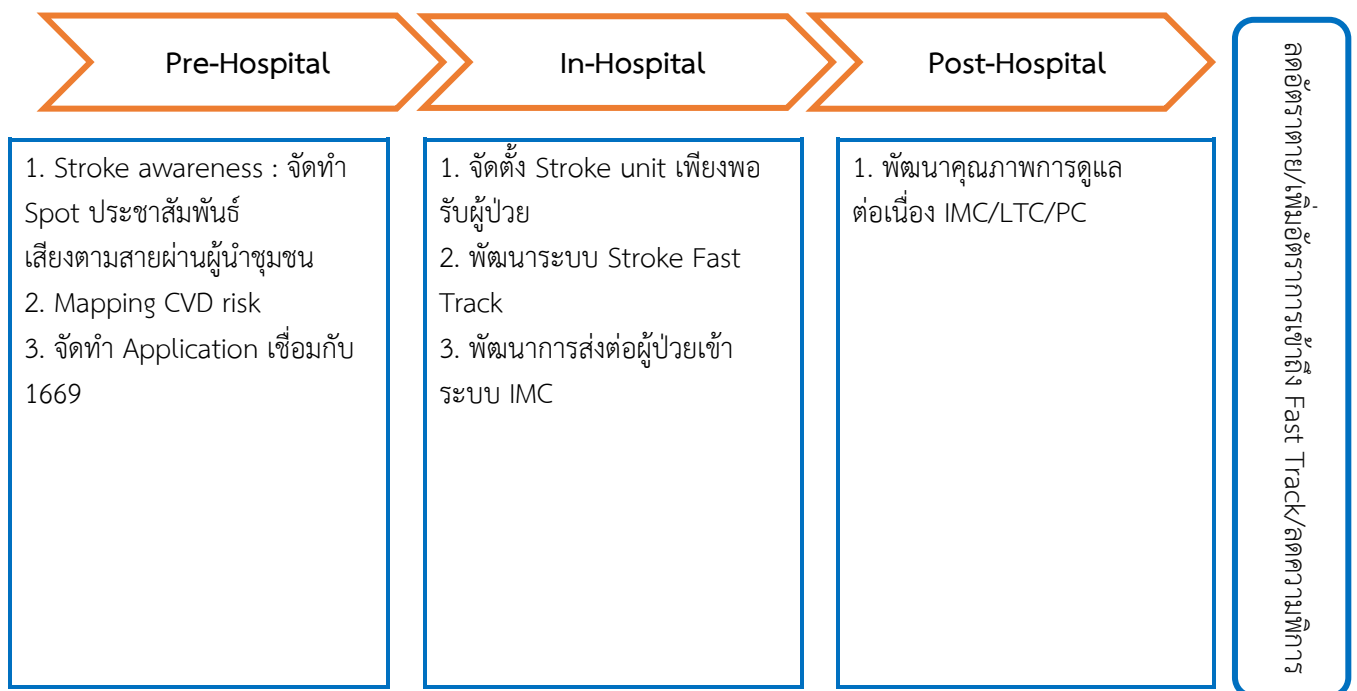 Pre-Hospital
In-Hospital
Post-Hospital
1. Stroke awareness : จัดทำ
Spot ประชาสัมพันธ์
เสียงตามสายผ่านผู้นำชุมชน
2. Mapping CVD risk
3. จัดทำ Application เชื่อมกับ
1669
1. จัดตั้ง Stroke unit เพียงพอ
รับผู้ป่วย
2. พัฒนาระบบ Stroke Fast
Track
3. พัฒนาการส่งต่อผู้ป่วยเข้า
ระบบ IMC
1. พัฒนาคุณภาพการดูแล
ต่อเนื่อง IMC/LTC/PC
ลดอัตราตาย/เพิ่มอัตราการเข้าถึง Fast Track/ลดความพิการ